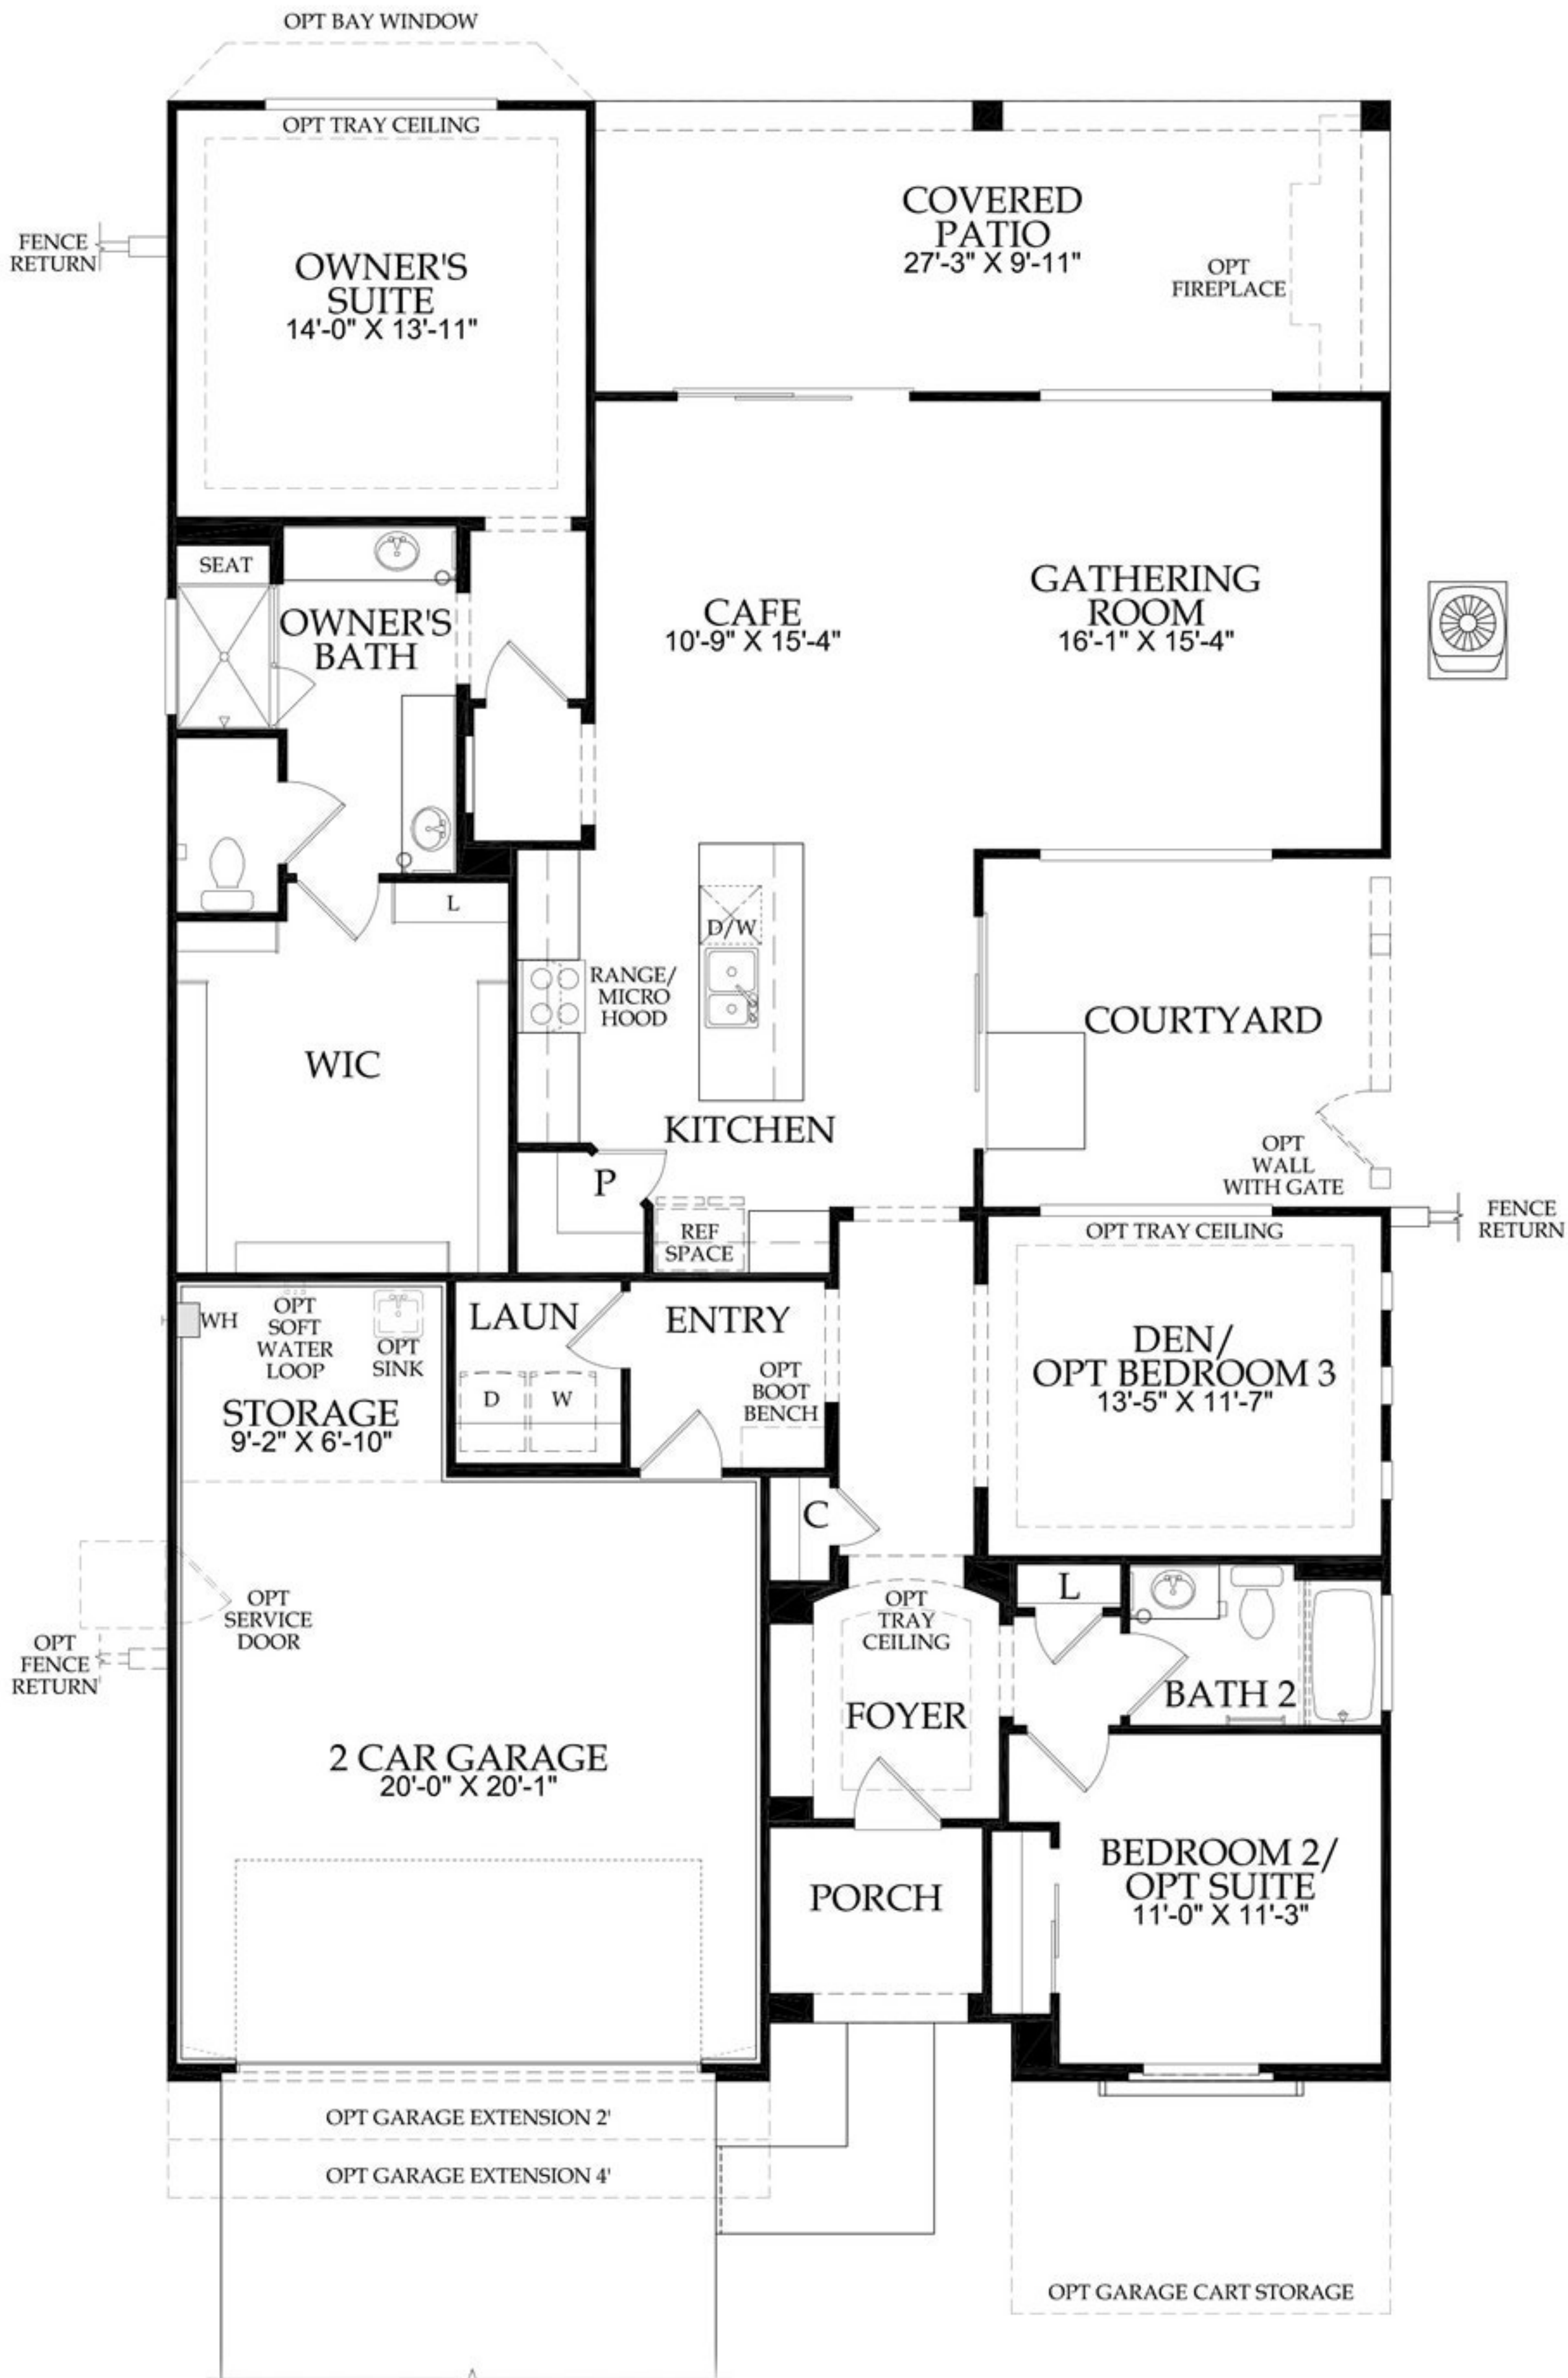 OPT BAY WINDOW
OPT TRAY CEILING
FENCE
RETURN
OWNER'S
SUITE
14'-0" X 13'-11"
COVERED
PATIO
27'-3" X 9'-11"
OPT
FIREPLACE
SEAT
OWNER'S
BATH
CAFE
10'-9" X 15'-4"
GATHERING
ROOM
16'-1" X 15'-4"
L
D/W
RANGE/
MICRO
HOOD
WIC
COURTYARD
KITCHEN
P
OPT
WALL
WITH GATE
REF
SPACE
FENCE
RETURN
OPT TRAY CEILING
WH
OPT
SOFT
WATER
LOOP
OPT
SINK
LAUN
ENTRY
D
W
OPT
BOOT
BENCH
DEN/
OPT BEDROOM 3
13'-5" X 11'-7"
STORAGE
9'-2" X 6'-10"
C
OPT
SERVICE
DOOR
OPT
FENCE
RETURN
OPT
TRAY
CEILING
L
FOYER
BATH 2
2 CAR GARAGE
20'-0" X 20'-1"
PORCH
BEDROOM 2/
OPT SUITE
11'-0" X 11'-3"
OPT GARAGE EXTENSION 2'
OPT GARAGE EXTENSION 4'
OPT GARAGE CART STORAGE